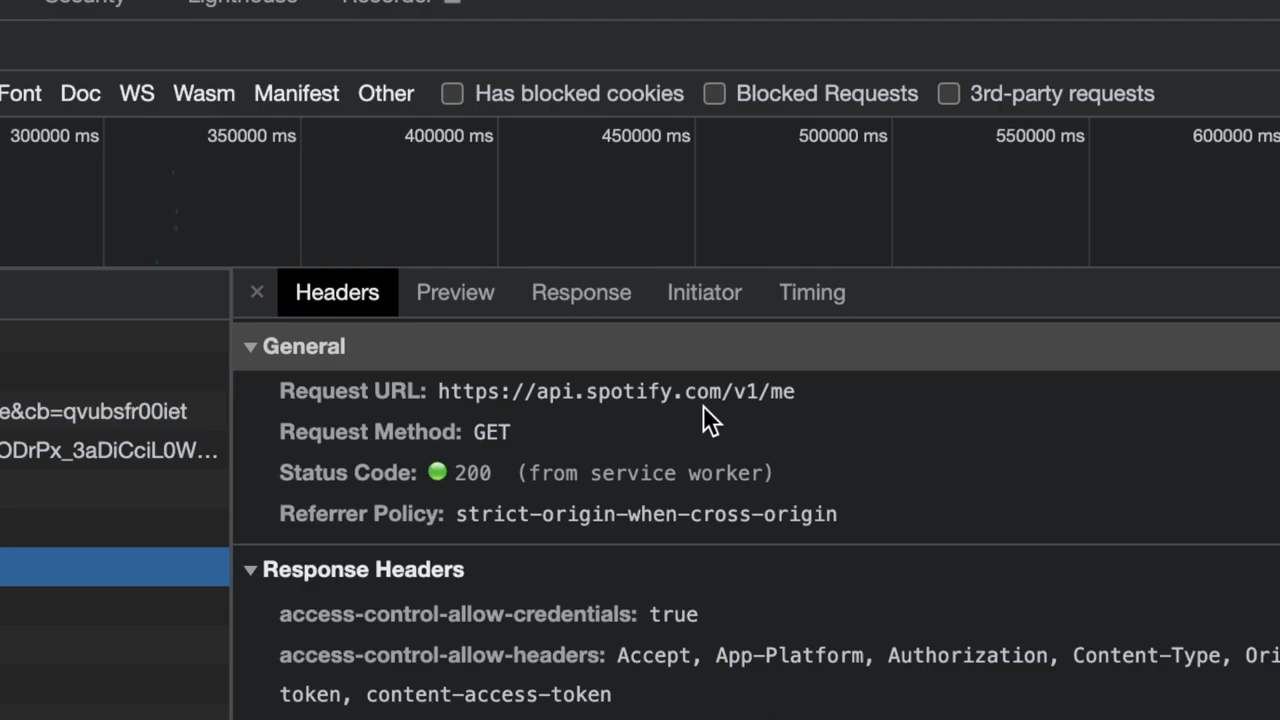 Security Lighthouse Recorder
Font Doc WS Wasm Manifest Other Has blocked cookies Blocked Requests 3rd-party requests
300000 ms 350000 ms 400000 ms 450000 ms 500000 ms 550000 ms 600000 ms
× Headers Preview Response Initiator Timing
General
Request URL: https://api.spotify.com/v1/me
e&cb=qvubsfr00iet
Request Method: GET
ODrPx_3aDiCciL0W...
Status Code: 200 (from service worker)
Referrer Policy: strict-origin-when-cross-origin
Response Headers
access-control-allow-credentials: true
access-control-allow-headers: Accept, App-Platform, Authorization, Content-Type, Ori
token, content-access-token